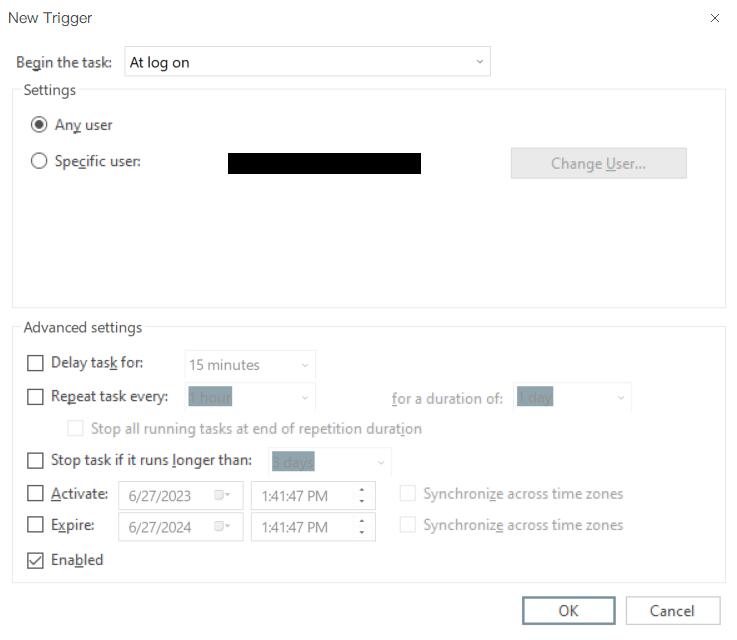 New Trigger
Begin the task: At log on
Settings
Any user
Specific user: Change User...
Advanced settings
Delay task for: 15 minutes
Repeat task every: 1 hour for a duration of: 1 day
Stop all running tasks at end of repetition duration
Stop task if it runs longer than: 3 days
Activate: 6/27/2023 1:41:47 PM Synchronize across time zones
Expire: 6/27/2024 1:41:47 PM Synchronize across time zones
Enabled
OK Cancel